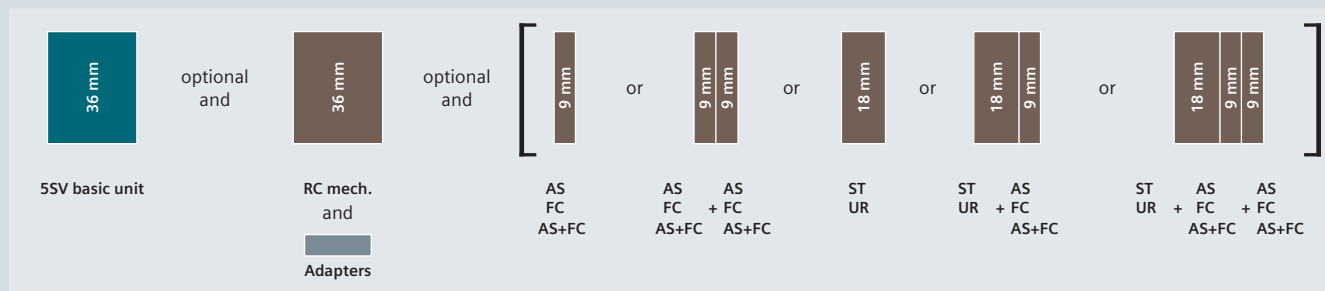 36 mm
optional
and
36 mm
optional
and
9 mm
or
9 mm
9 mm
or
18 mm
or
18 mm
9 mm
or
18 mm
9 mm
9 mm
5SV basic unit
RC mech.
and
Adapters
AS
FC
AS+FC
AS AS
FC + FC
AS+FC AS+FC
ST
UR
ST AS
UR + FC
AS+FC
ST AS AS
UR + FC + FC
AS+FC AS+FC